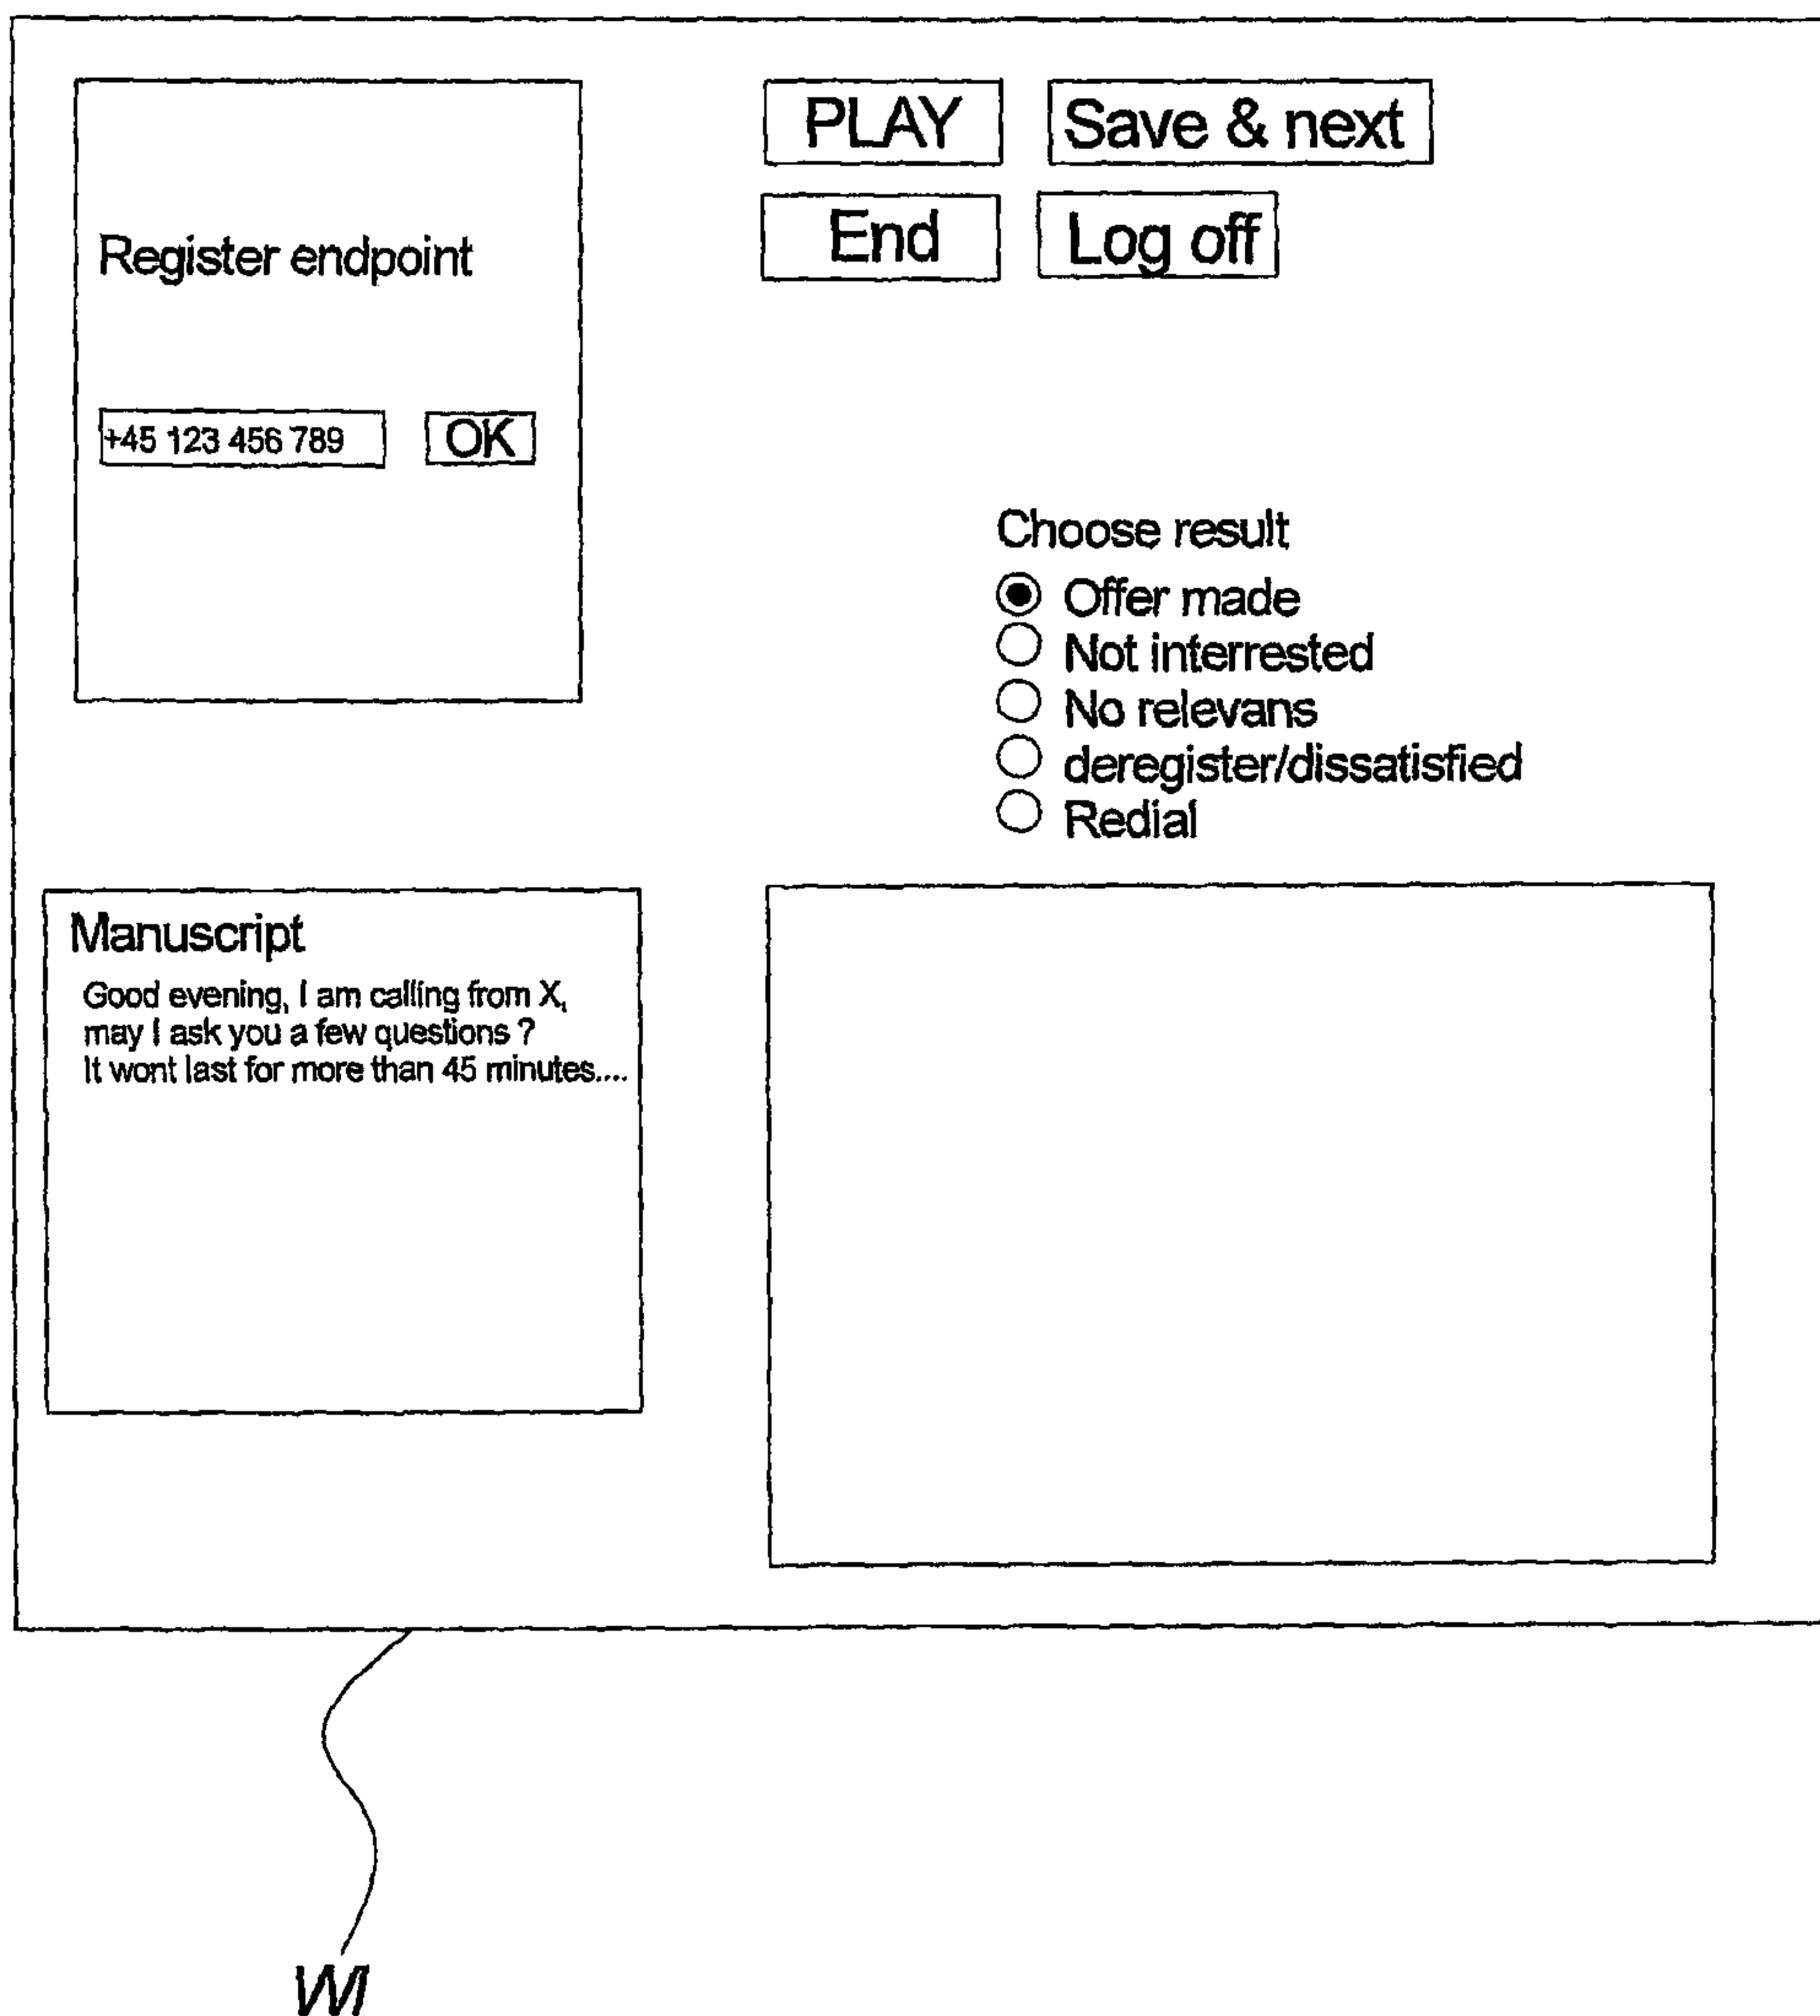 Register endpoint
+45 123 456 789
OK
PLAY
Save & next
End
Log off
Choose result
Offer made
Not interrested
No relevans
deregister/dissatisfied
Redial
Manuscript
Good evening, I am calling from X,
may I ask you a few questions ?
It wont last for more than 45 minutes....
WI